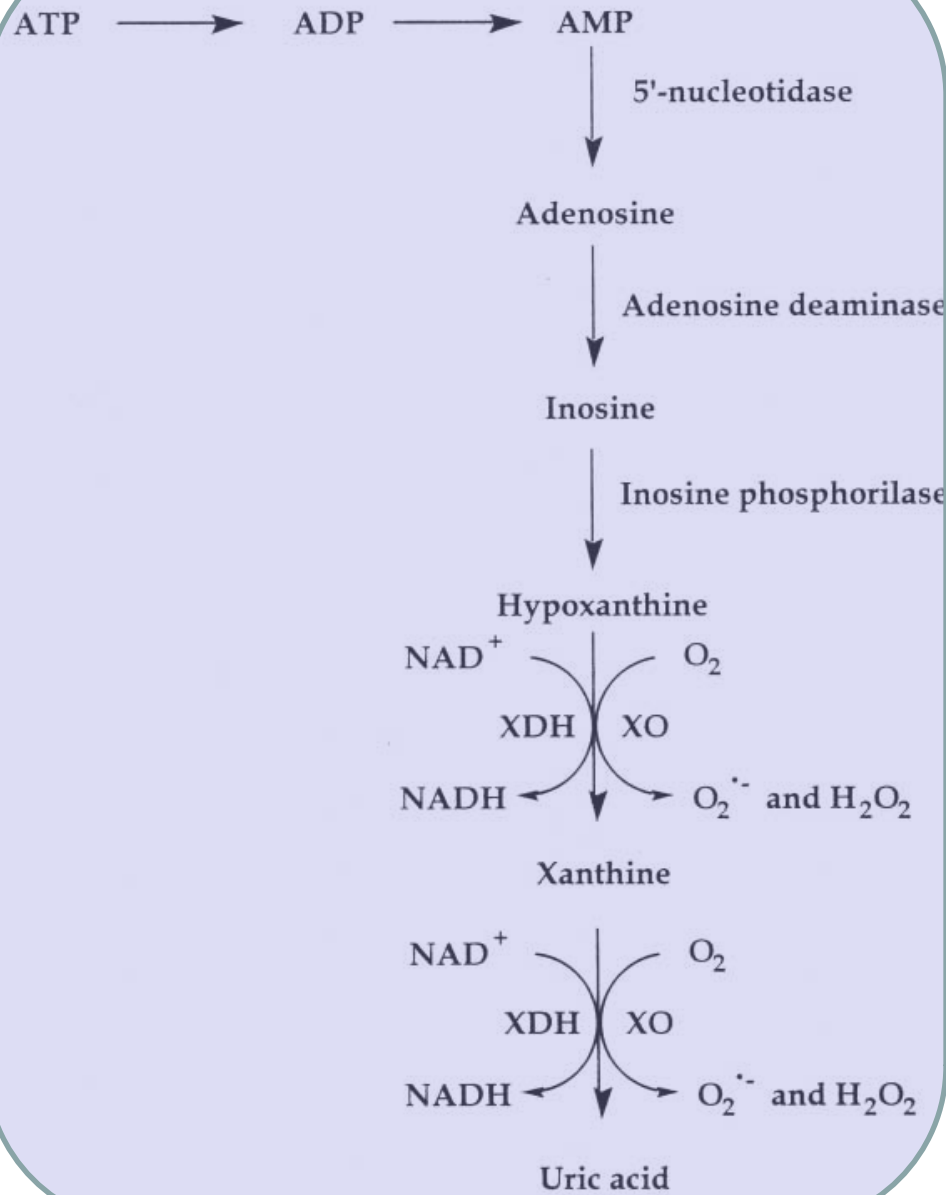 ATP ADP AMP
5'-nucleotidase
Adenosine
Adenosine deaminase
Inosine
Inosine phosphorilase
Hypoxanthine
NAD+ O2
XDH XO
NADH O2•- and H2O2
Xanthine
NAD+ O2
XDH XO
NADH O2•- and H2O2
Uric acid